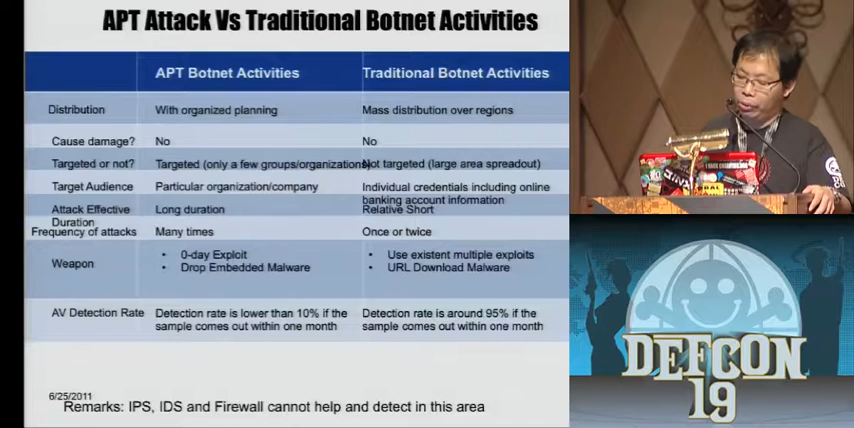 APT Attack Vs Traditional Botnet Activities
APT Botnet Activities
Traditional Botnet Activities
Distribution
With organized planning
Mass distribution over regions
Cause damage?
No
No
Targeted or not?
Targeted (only a few groups/organizations)
Not targeted (large area spreadout)
Target Audience
Particular organization/company
Individual credentials including online
banking account information
Attack Effective
Duration
Long duration
Relative Short
Frequency of attacks
Many times
Once or twice
Weapon
• 0-day Exploit
• Drop Embedded Malware
• Use existent multiple exploits
• URL Download Malware
AV Detection Rate
Detection rate is lower than 10% if the
sample comes out within one month
Detection rate is around 95% if the
sample comes out within one month
6/25/2011
Remarks: IPS, IDS and Firewall cannot help and detect in this area
DEFCON
19